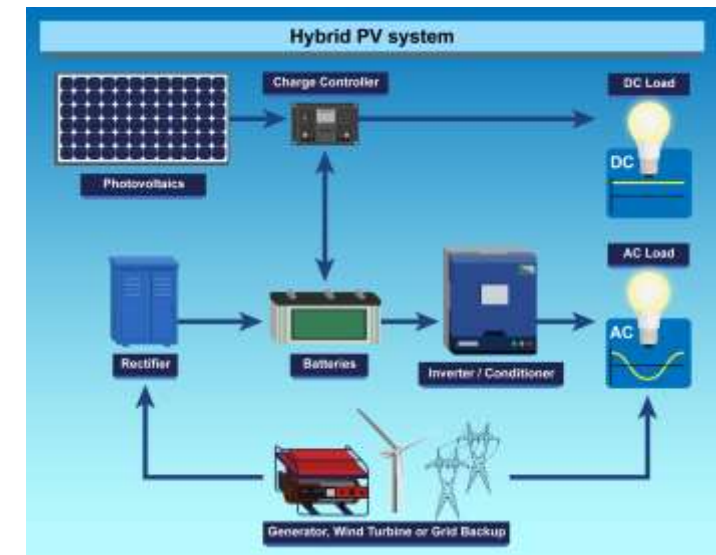 Hybrid PV system
Charge Controller
DC Load
DC
Photovoltaics
AC Load
AC
Rectifier
Batteries
Inverter / Conditioner
Generator, Wind Turbine or Grid Backup